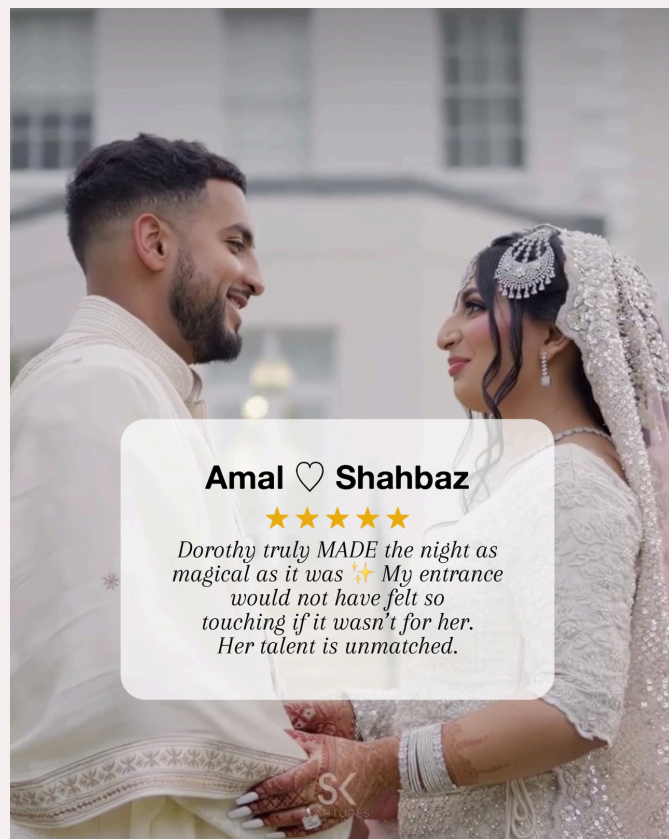 Amal ♡ Shahbaz
★★★★★
Dorothy truly MADE the night as
magical as it was ✨ My entrance
would not have felt so
touching if it wasn't for her.
Her talent is unmatched.
SK
CAPTURES